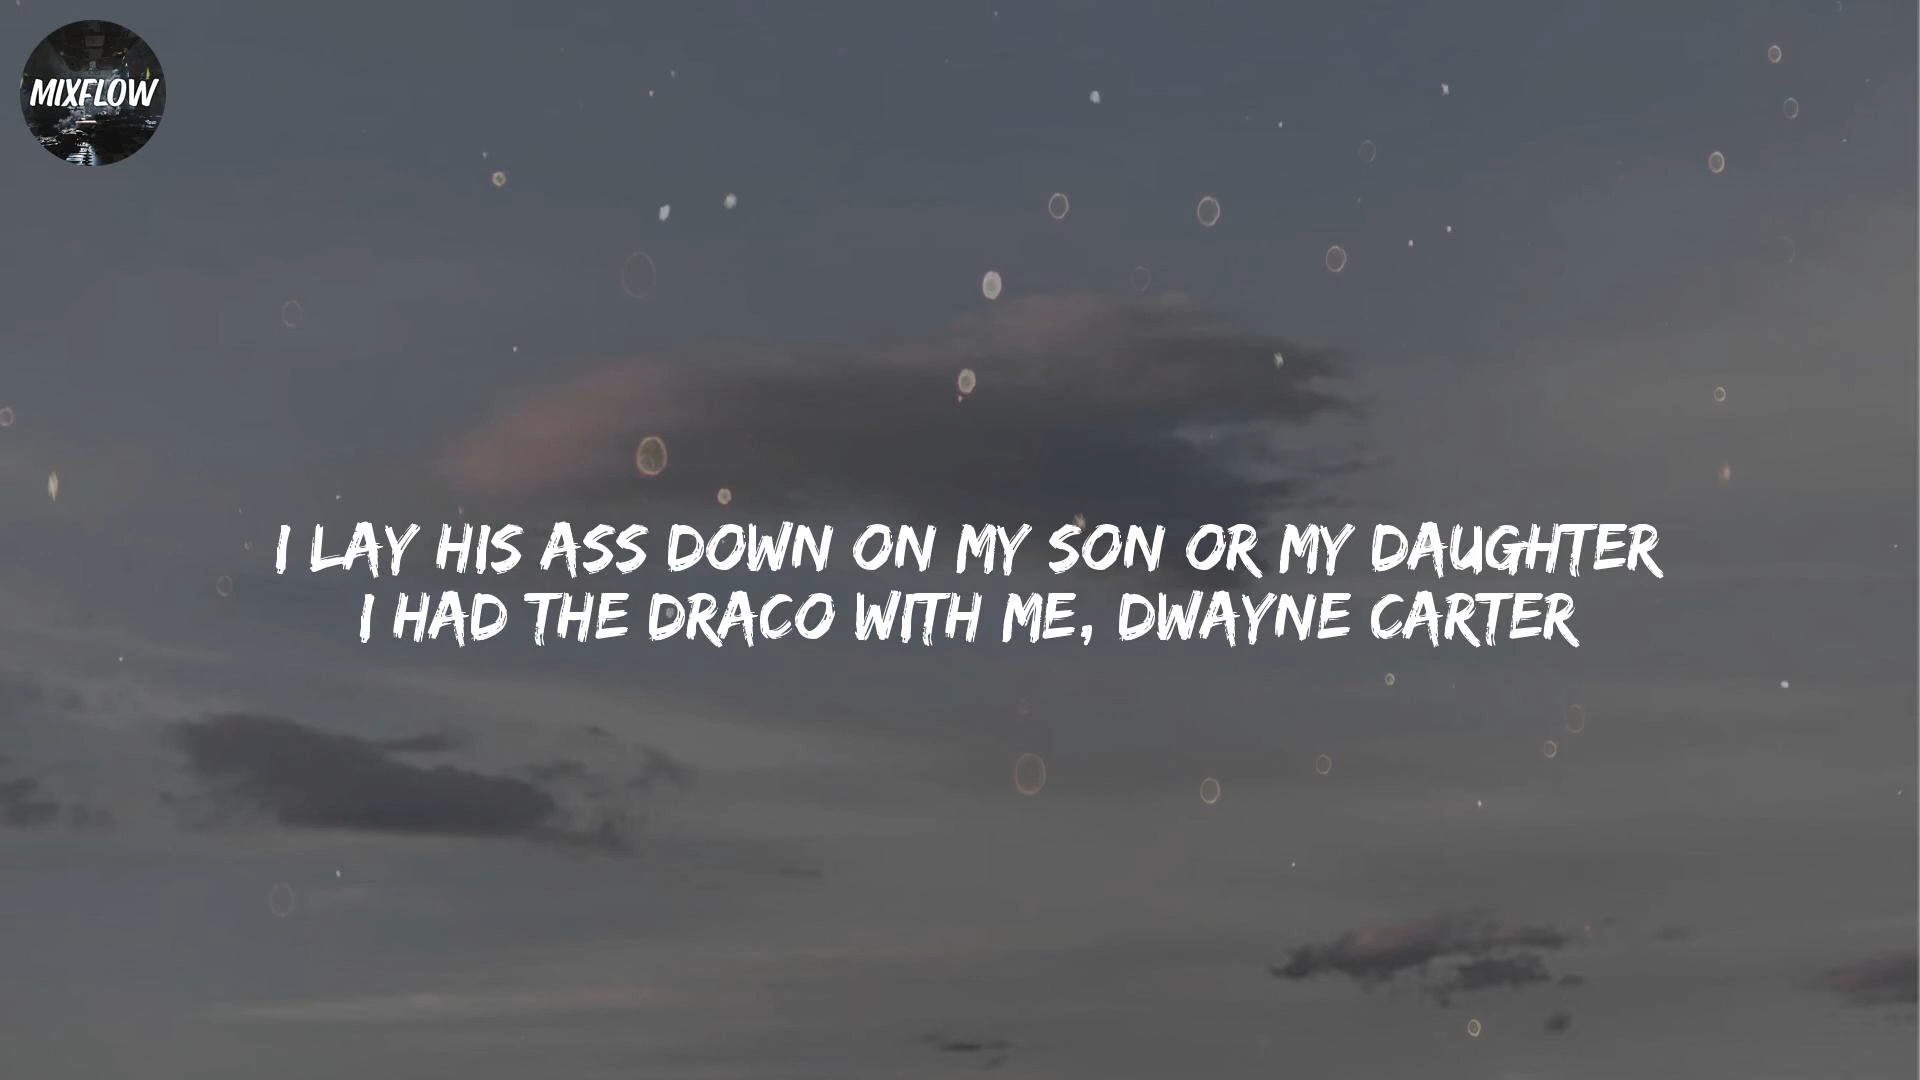 MIXFLOW
I LAY HIS ASS DOWN ON MY SON OR MY DAUGHTER
I HAD THE DRACO WITH ME, DWAYNE CARTER